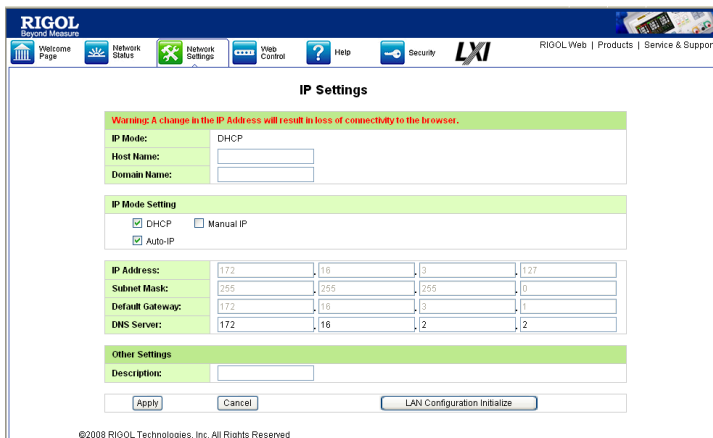 RIGOL
Beyond Measure
Welcome Page
Network Status
Network Settings
Web Control
? Help
Security
LXI
RIGOL Web | Products | Service & Suppor
IP Settings
Warning: A change in the IP Address will result in loss of connectivity to the browser.
IP Mode: DHCP
Host Name:
Domain Name:
IP Mode Setting
DHCP Manual IP
Auto-IP
IP Address: 172 . 16 . 3 . 127
Subnet Mask: 255 . 255 . 255 . 0
Default Gateway: 172 . 16 . 3 . 1
DNS Server: 172 . 16 . 2 . 2
Other Settings
Description:
Apply Cancel LAN Configuration Initialize
©2008 RIGOL Technologies, Inc. All Rights Reserved